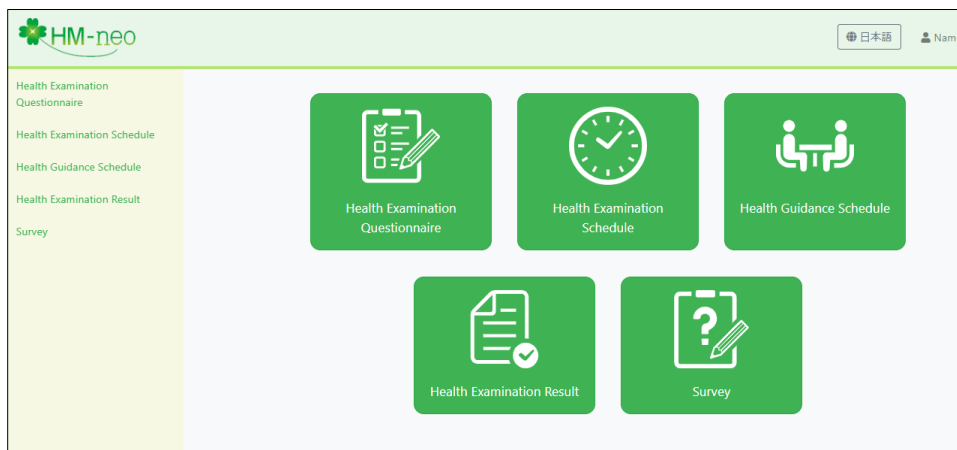 HM-neo
日本語
Nam
Health Examination
Questionnaire
Health Examination Schedule
Health Guidance Schedule
Health Examination Result
Survey
Health Examination
Questionnaire
Health Examination
Schedule
Health Guidance Schedule
Health Examination Result
Survey